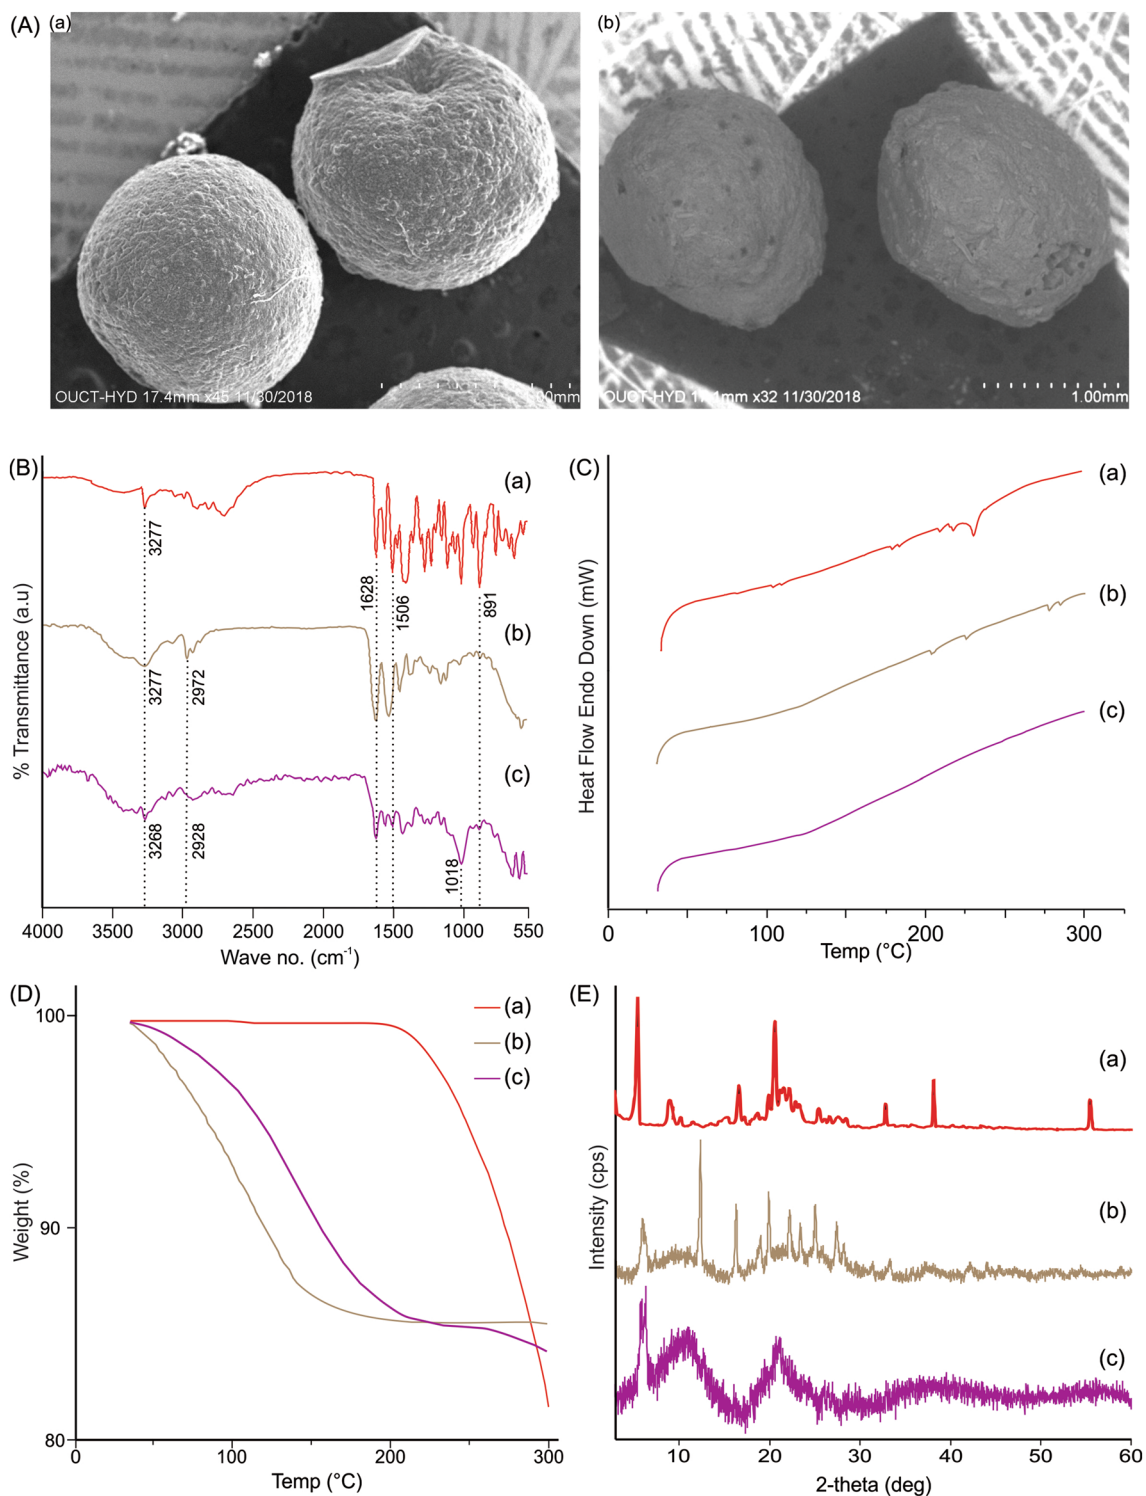 (A) (a) (b)
OUCT-HYD 17.4mm x45 11/30/2018
OUCT-HYD 17.1mm x32 11/30/2018 1.00mm
(B)
% Transmittance (a.u)
(a)
3277
1628
1506
891
(b)
3277
2972
(c)
3268
2928
1018
4000 3500 3000 2500 2000 1500 1000 550
Wave no. (cm-1)
(C)
Heat Flow Endo Down (mW)
(a)
(b)
(c)
0 100 200 300
Temp (°C)
(D)
Weight (%)
100
90
80
(a)
(b)
(c)
0 100 200 300
Temp (°C)
(E)
Intensity (cps)
(a)
(b)
(c)
10 20 30 40 50 60
2-theta (deg)